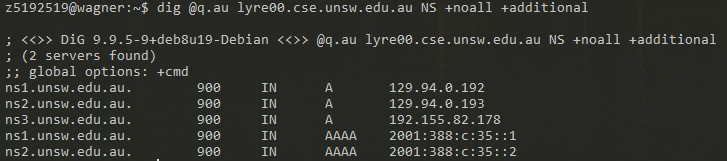 z5192519@wagner:~$ dig @q.au lyre00.cse.unsw.edu.au NS +noall +additional

; <<>> DiG 9.9.5-9+deb8u19-Debian <<>> @q.au lyre00.cse.unsw.edu.au NS +noall +additional
; (2 servers found)
;; global options: +cmd
ns1.unsw.edu.au. 900 IN A 129.94.0.192
ns2.unsw.edu.au. 900 IN A 129.94.0.193
ns3.unsw.edu.au. 900 IN A 192.155.82.178
ns1.unsw.edu.au. 900 IN AAAA 2001:388:c:35::1
ns2.unsw.edu.au. 900 IN AAAA 2001:388:c:35::2